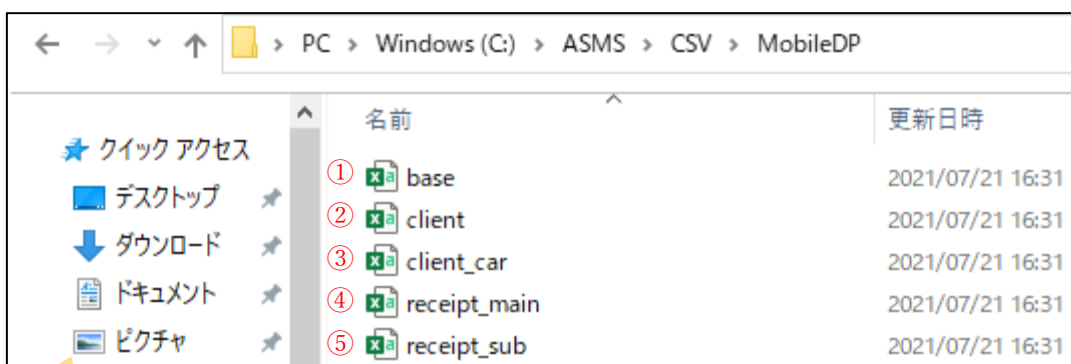 PC > Windows (C:) > ASMS > CSV > MobileDP
名前 更新日時
クイック アクセス
デスクトップ
ダウンロード
ドキュメント
ピクチャ
① base 2021/07/21 16:31
② client 2021/07/21 16:31
③ client_car 2021/07/21 16:31
④ receipt_main 2021/07/21 16:31
⑤ receipt_sub 2021/07/21 16:31